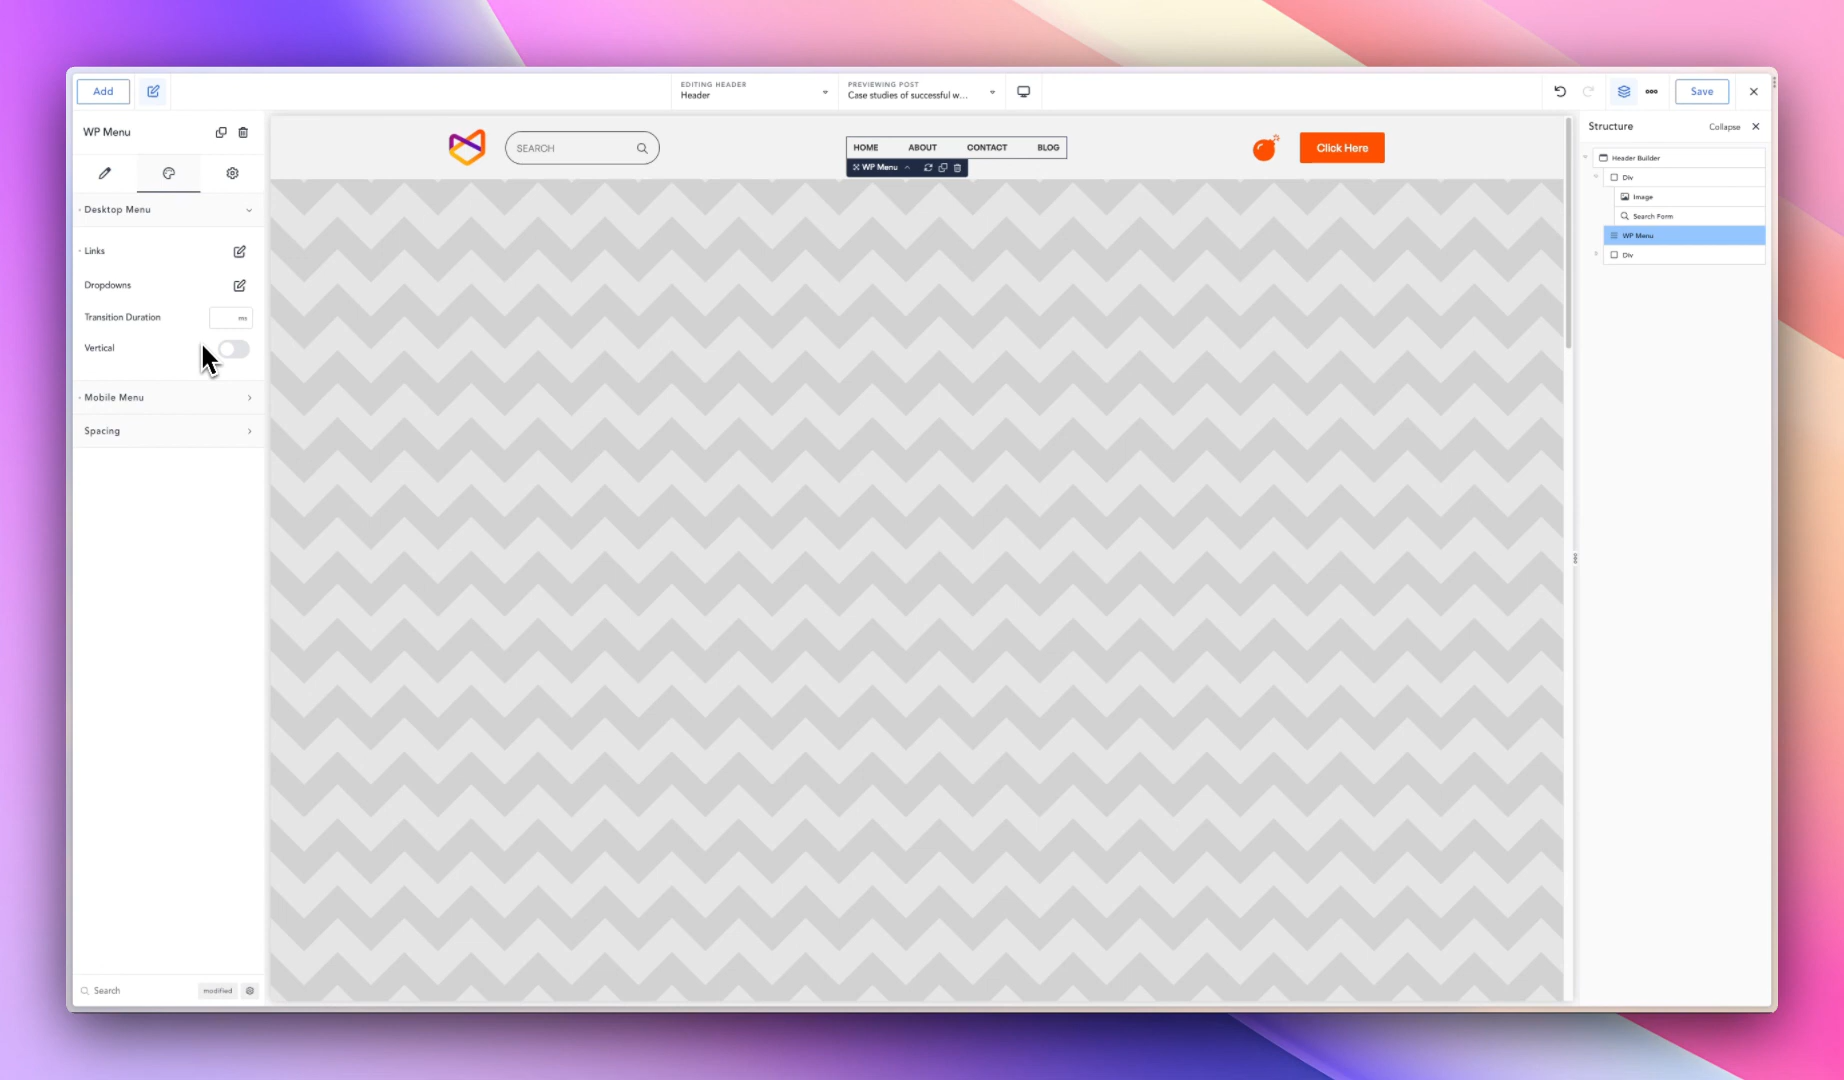 Add
EDITING HEADER
Header
PREVIEWING POST
Case studies of successful w...
Save
WP Menu
Desktop Menu
Links
Dropdowns
Transition Duration
ms
Vertical
Mobile Menu
Spacing
Search
modified
SEARCH
HOME
ABOUT
CONTACT
BLOG
WP Menu
Click Here
Structure
Collapse
Header Builder
Div
Image
Search Form
WP Menu
Div